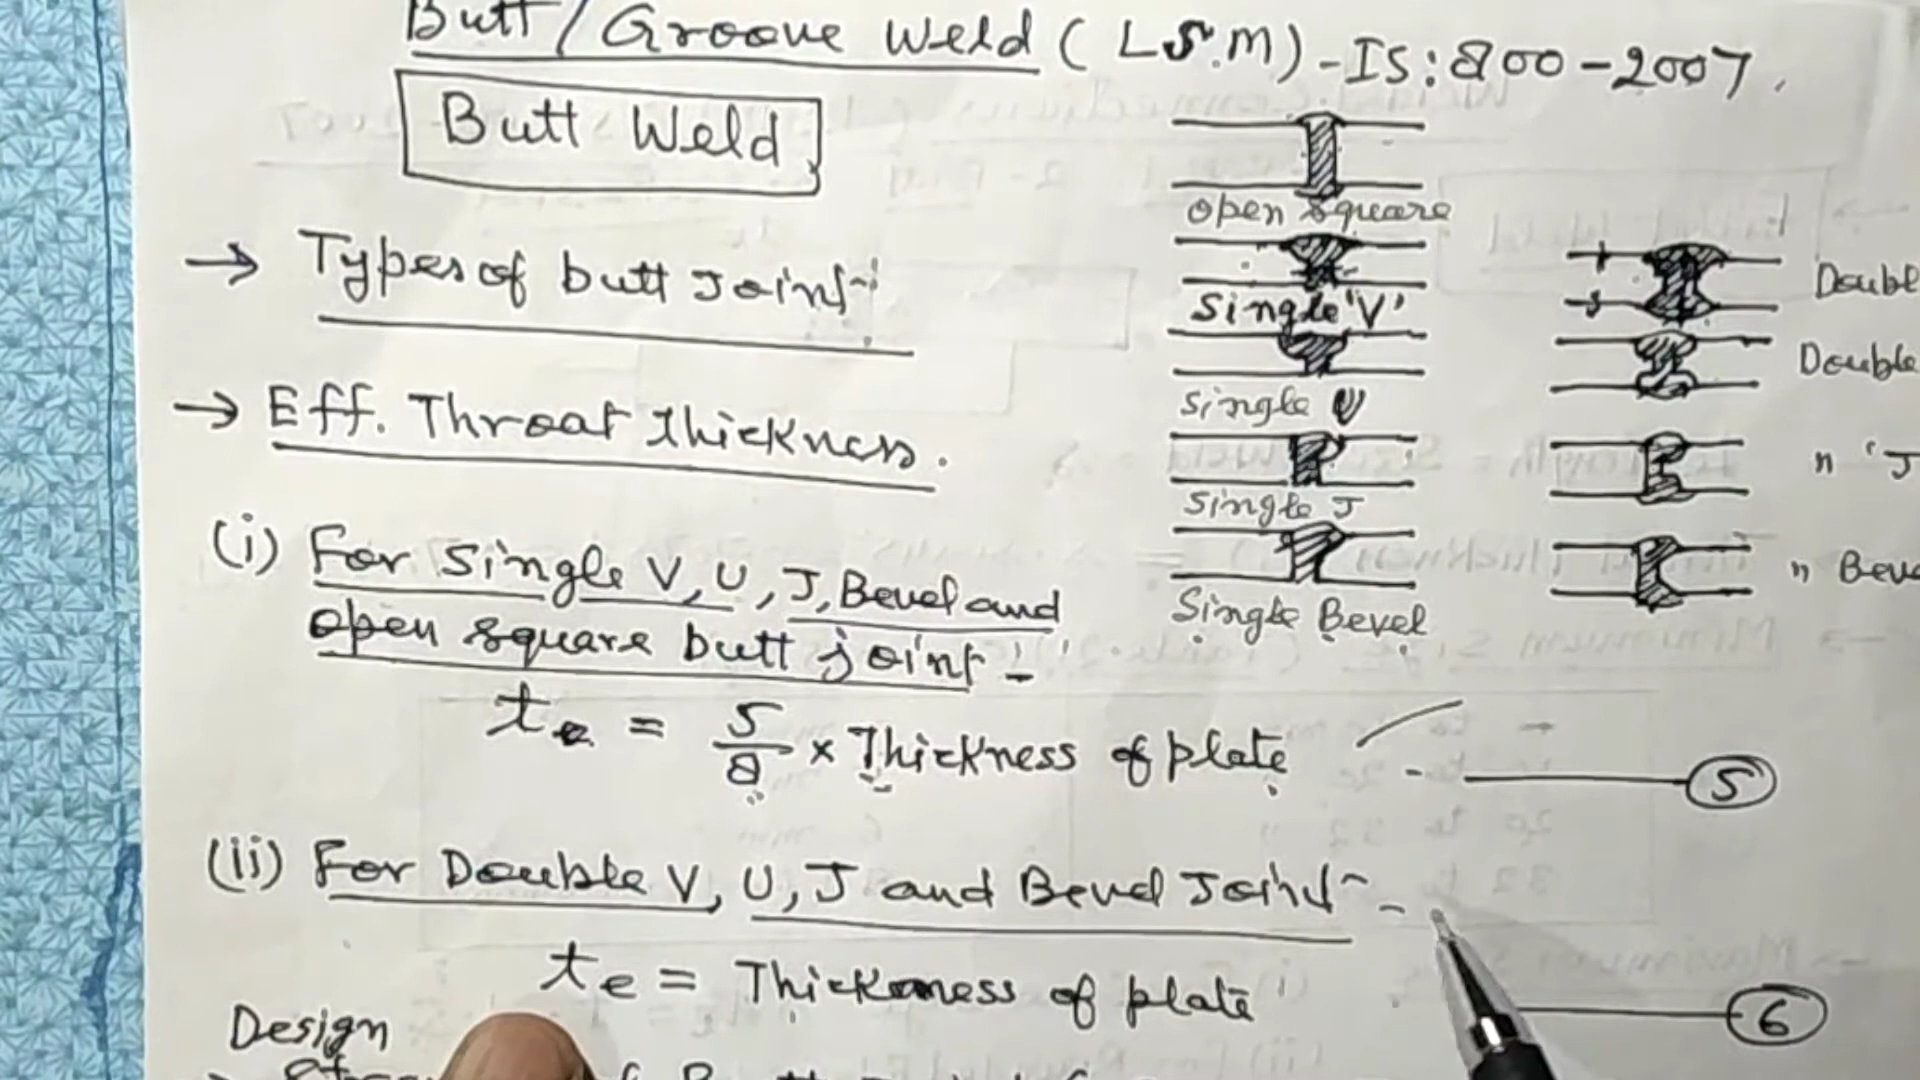 Butt / Groove Weld (L.S.M) - IS: 800-2007.
Butt Weld
→ Types of butt Joint :-
→ Eff. Throat thickness.
(i) For Single V, U, J, Bevel and
open square butt joint :-
te = 5/8 × Thickness of plate - 5
(ii) For Double V, U, J and Bevel Joint -
te = Thickness of plate 6
Design
open square
Single 'V'
Single U
Single J
Single Bevel
Doubl
Double
" 'J
" Beve